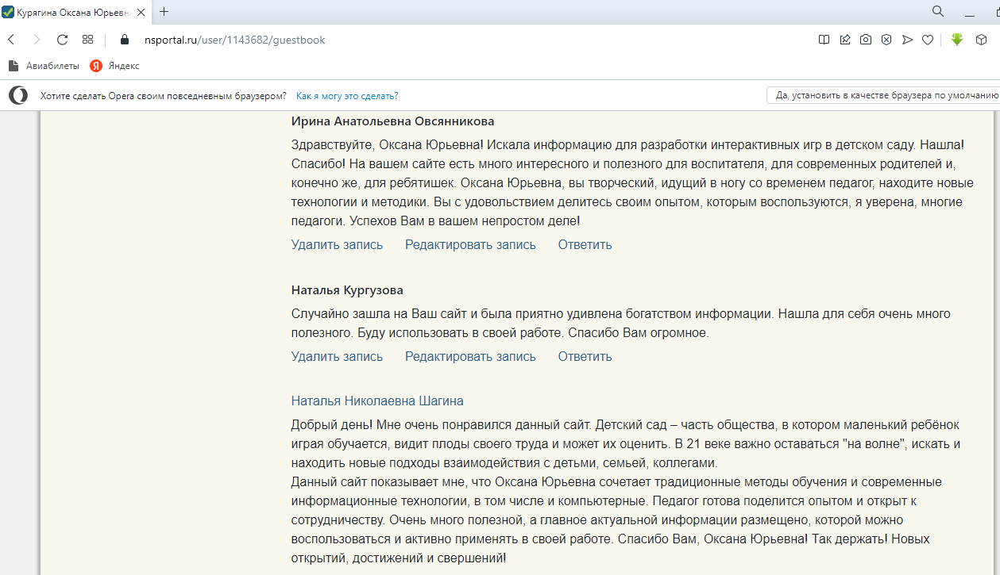 Курягина Оксана Юрьевн
nsportal.ru/user/1143682/guestbook
Авиабилеты Яндекс
Хотите сделать Opera своим повседневным браузером? Как я могу это сделать? Да, установить в качестве браузера по умолчанию
Ирина Анатольевна Овсянникова
Здравствуйте, Оксана Юрьевна! Искала информацию для разработки интерактивных игр в детском саду. Нашла!
Спасибо! На вашем сайте есть много интересного и полезного для воспитателя, для современных родителей и,
конечно же, для ребятишек. Оксана Юрьевна, вы творческий, идущий в ногу со временем педагог, находите новые
технологии и методики. Вы с удовольствием делитесь своим опытом, которым воспользуются, я уверена, многие
педагоги. Успехов Вам в вашем непростом деле!
Удалить запись Редактировать запись Ответить
Наталья Кургузова
Случайно зашла на Ваш сайт и была приятно удивлена богатством информации. Нашла для себя очень много
полезного. Буду использовать в своей работе. Спасибо Вам огромное.
Удалить запись Редактировать запись Ответить
Наталья Николаевна Шагина
Добрый день! Мне очень понравился данный сайт. Детский сад – часть общества, в котором маленький ребёнок
играя обучается, видит плоды своего труда и может их оценить. В 21 веке важно оставаться "на волне", искать и
находить новые подходы взаимодействия с детьми, семьей, коллегами.
Данный сайт показывает мне, что Оксана Юрьевна сочетает традиционные методы обучения и современные
информационные технологии, в том числе и компьютерные. Педагог готова поделится опытом и открыт к
сотрудничеству. Очень много полезной, а главное актуальной информации размещено, которой можно
воспользоваться и активно применять в своей работе. Спасибо Вам, Оксана Юрьевна! Так держать! Новых
открытий, достижений и свершений!